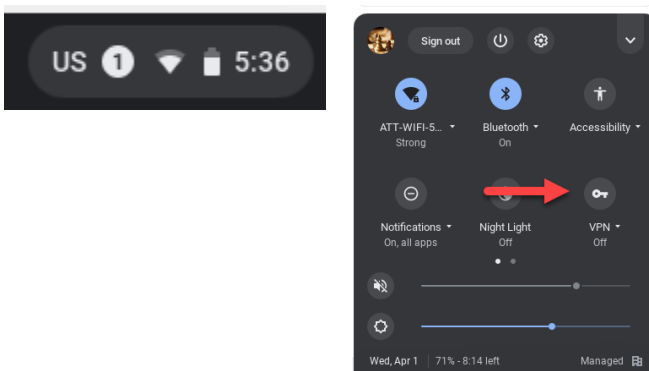 US 1 5:36
Sign out
ATT-WIFI-5... Bluetooth Accessibility
Strong On
Notifications Night Light VPN
On, all apps Off Off
Wed, Apr 1 71% - 8:14 left Managed